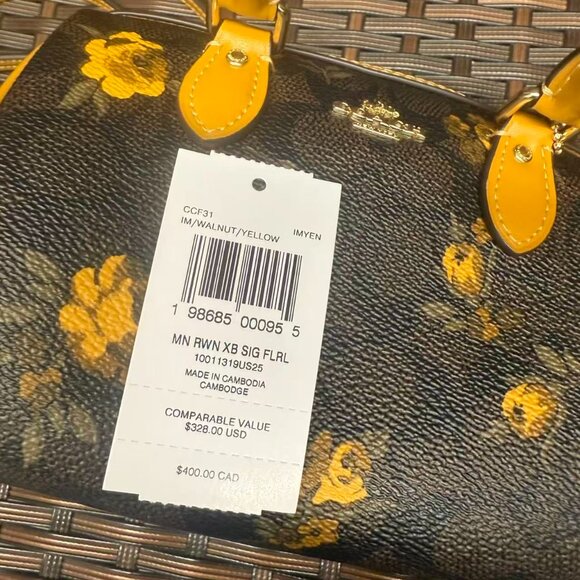 CCF31
IM/WALNUT/YELLOW IMYEN
1 98685 00095 5
MN RWN XB SIG FLRL
10011319US25
MADE IN CAMBODIA
CAMBODGE
COMPARABLE VALUE
$328.00 USD
$400.00 CAD